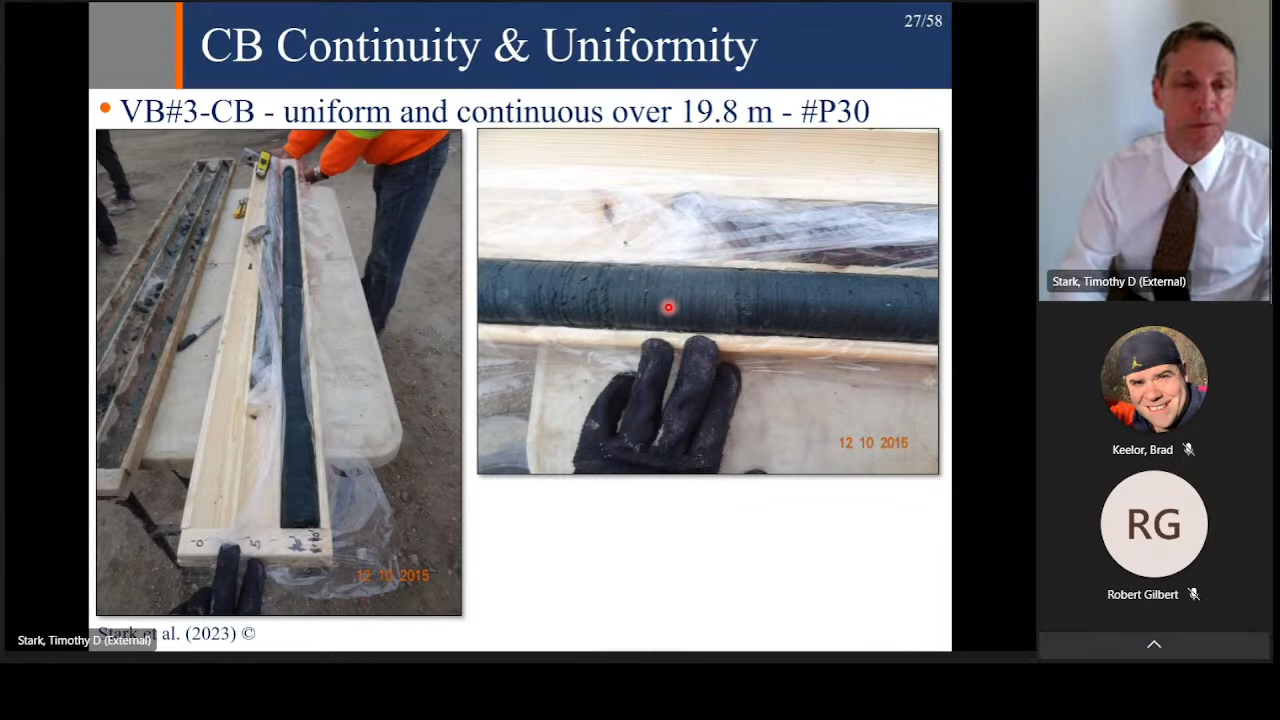 27/58
CB Continuity & Uniformity
• VB#3-CB - uniform and continuous over 19.8 m - #P30
12 10 2015
12 10 2015
et al. (2023) ©
Stark, Timothy D (External)
Stark, Timothy D (External)
Keelor, Brad
RG
Robert Gilbert